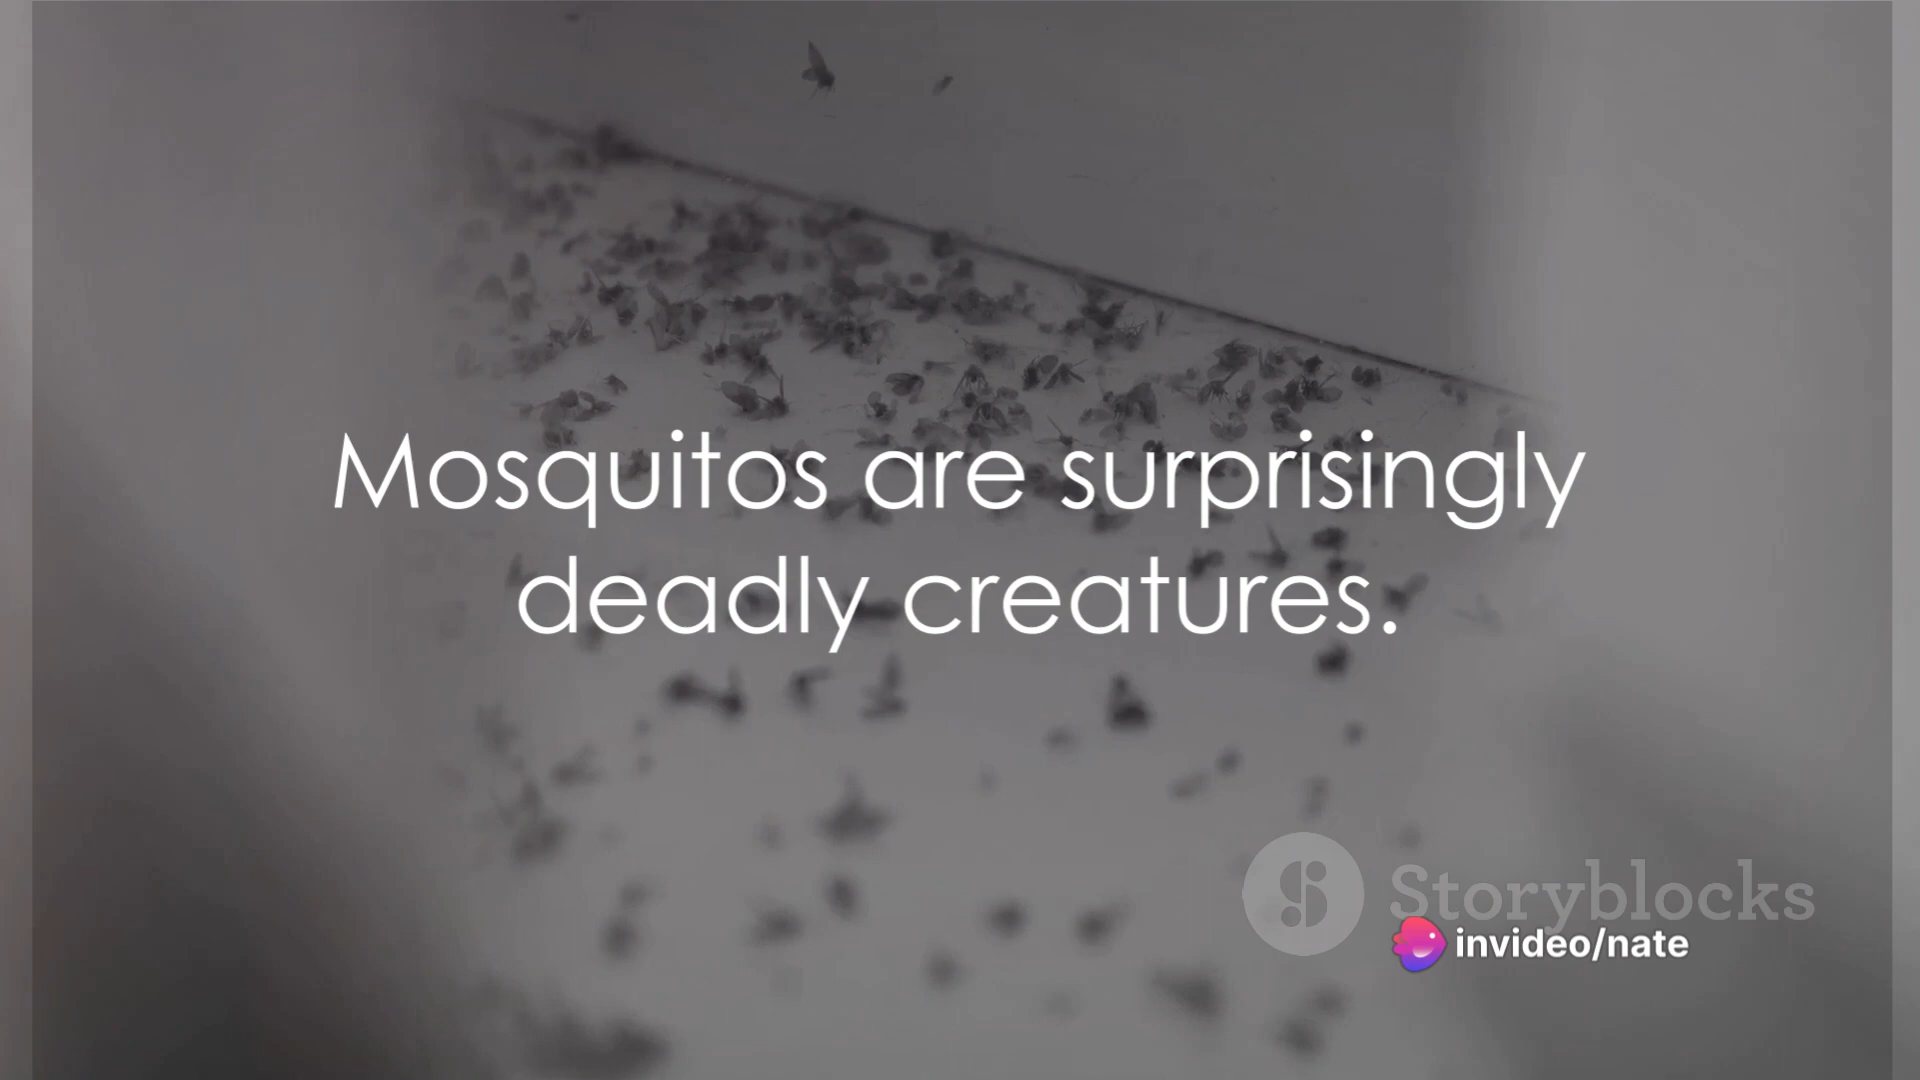 Mosquitos are surprisingly
deadly creatures.
Storyblocks
invideo/nate